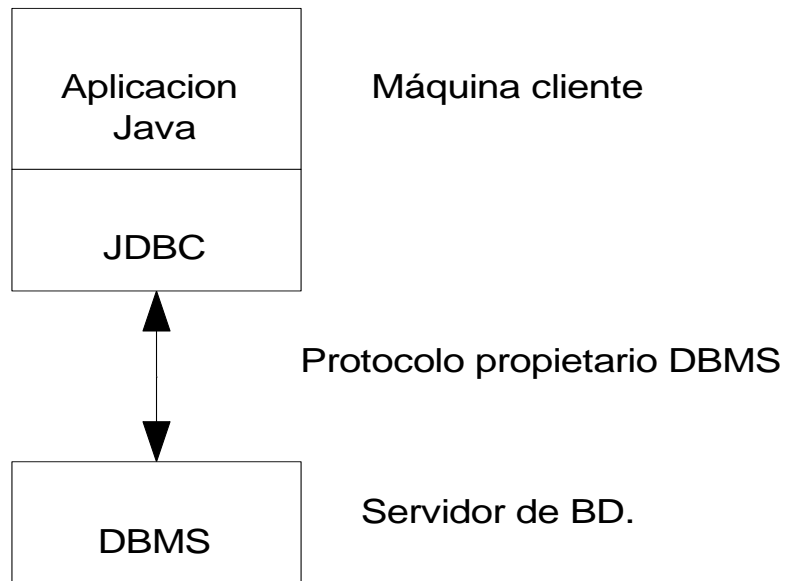 Aplicacion
Java
Máquina cliente
JDBC
Protocolo propietario DBMS
Servidor de BD.
DBMS